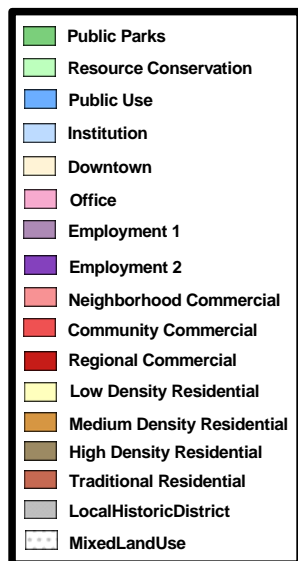 Public Parks
Resource Conservation
Public Use
Institution
Downtown
Office
Employment 1
Employment 2
Neighborhood Commercial
Community Commercial
Regional Commercial
Low Density Residential
Medium Density Residential
High Density Residential
Traditional Residential
LocalHistoricDistrict
MixedLandUse